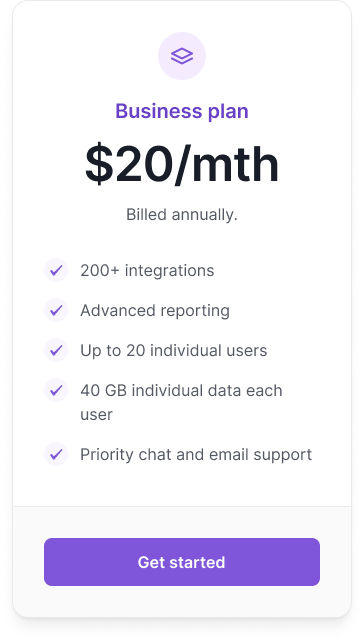 Business plan
$20/mth
Billed annually.
200+ integrations
Advanced reporting
Up to 20 individual users
40 GB individual data each
user
Priority chat and email support
Get started